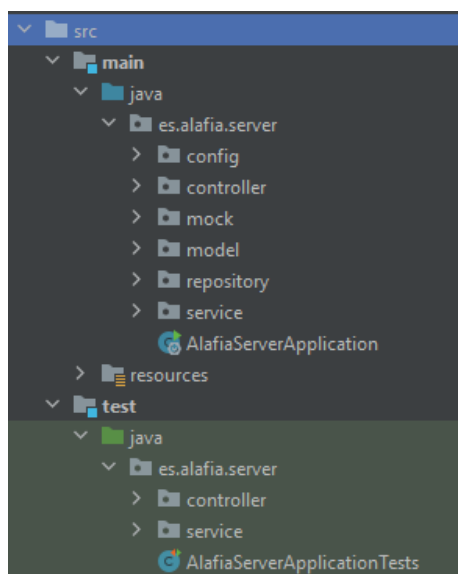 src
main
java
es.alafia.server
config
controller
mock
model
repository
service
AlafiaServerApplication
resources
test
java
es.alafia.server
controller
service
AlafiaServerApplicationTests